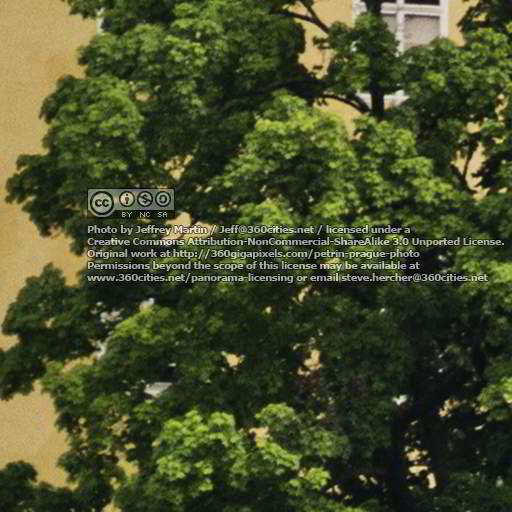 cc
BY NC SA
Photo by Jeffrey Martin / Jeff@360cities.net / licensed under a
Creative Commons Attribution-NonCommercial-ShareAlike 3.0 Unported License.
Original work at http://360gigapixels.com/petrin-prague-photo
Permissions beyond the scope of this license may be available at
www.360cities.net/panorama-licensing or email steve.hercher@360cities.net